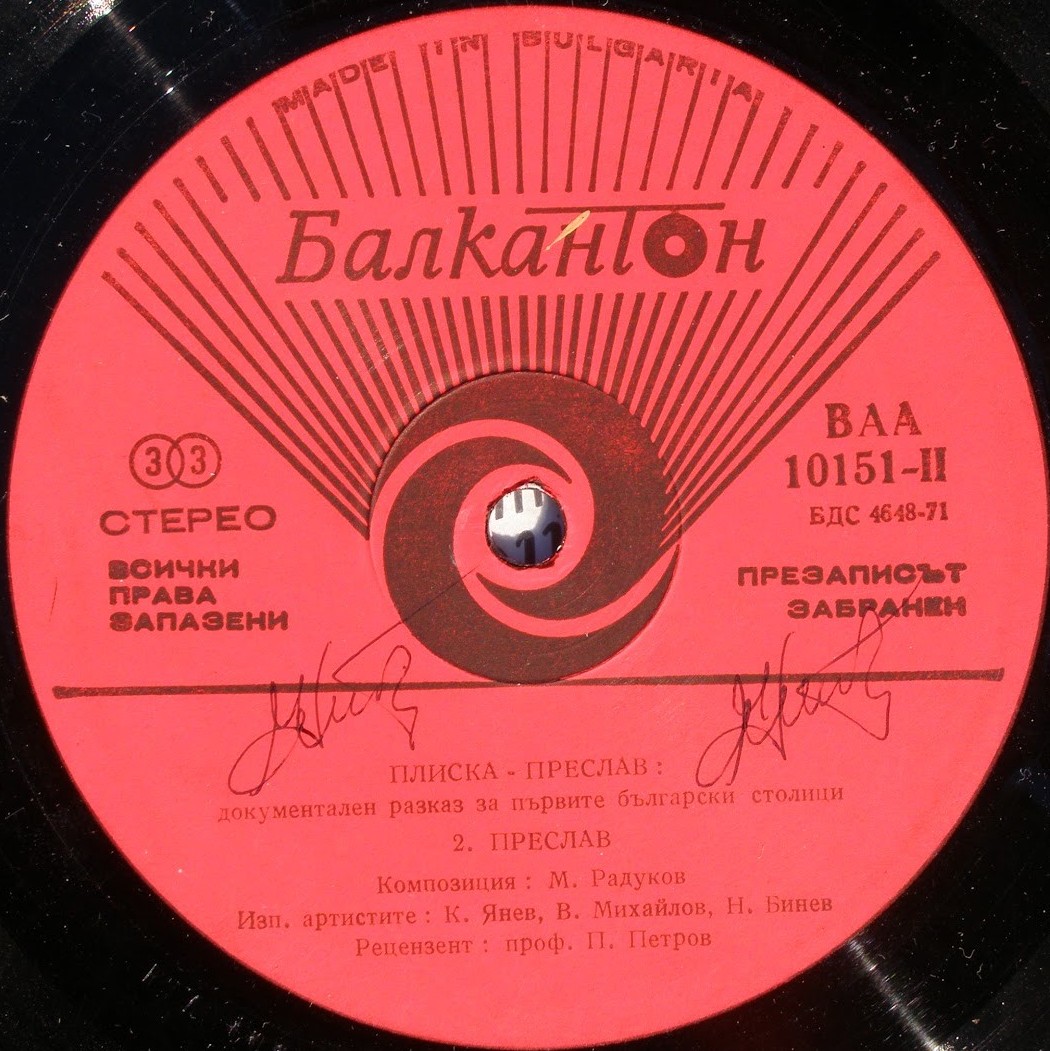 MADE IN BULGARIA
Балкантон
ВАА
10151-II
БДС 4648-71
33
СТЕРЕО
ВСИЧКИ
ПРАВА
ЗАПАЗЕНИ
ПРЕЗАПИСЪТ
ЗАБРАНЕН
ПЛИСКА - ПРЕСЛАВ :
документален разказ за първите български столици
2. ПРЕСЛАВ
Композиция : М. Радуков
Изп. артистите : К. Янев, В. Михайлов, Н. Бинев
Рецензент : проф. П. Петров